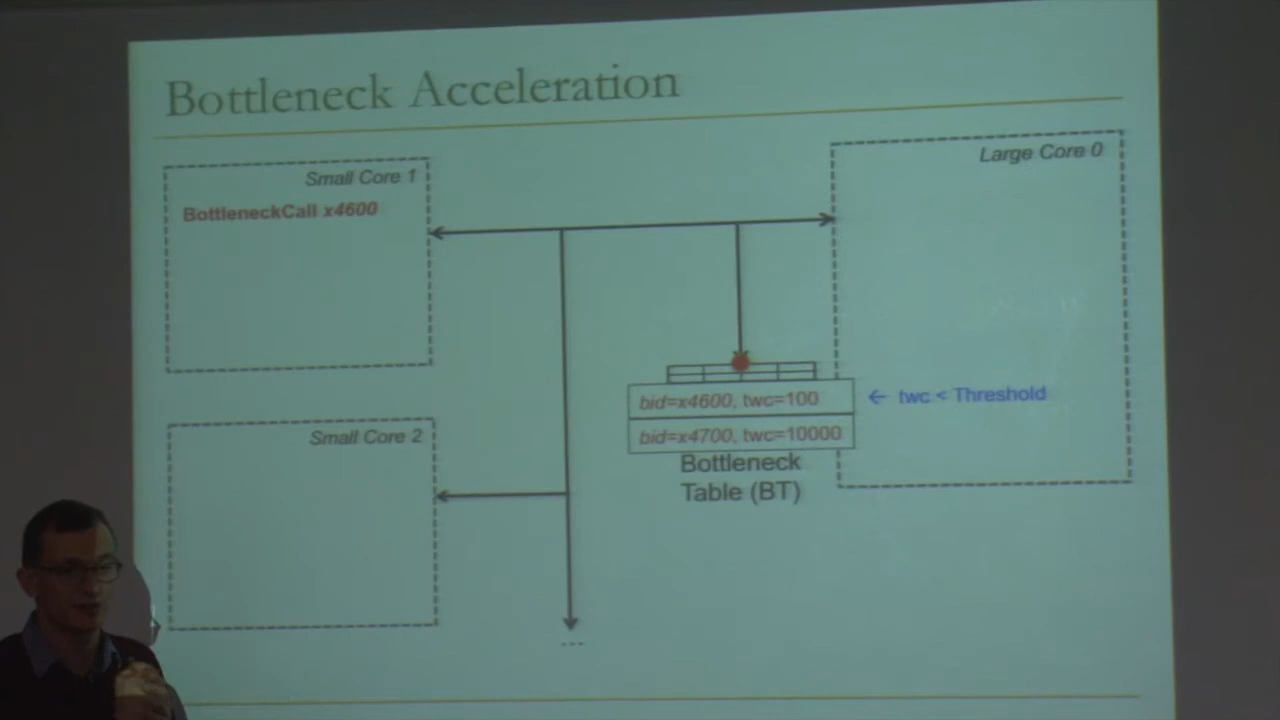 Bottleneck Acceleration
Small Core 1
BottleneckCall x4600
Large Core 0
bid=x4600, twc=100
← twc < Threshold
bid=x4700, twc=10000
Bottleneck
Table (BT)
Small Core 2
...